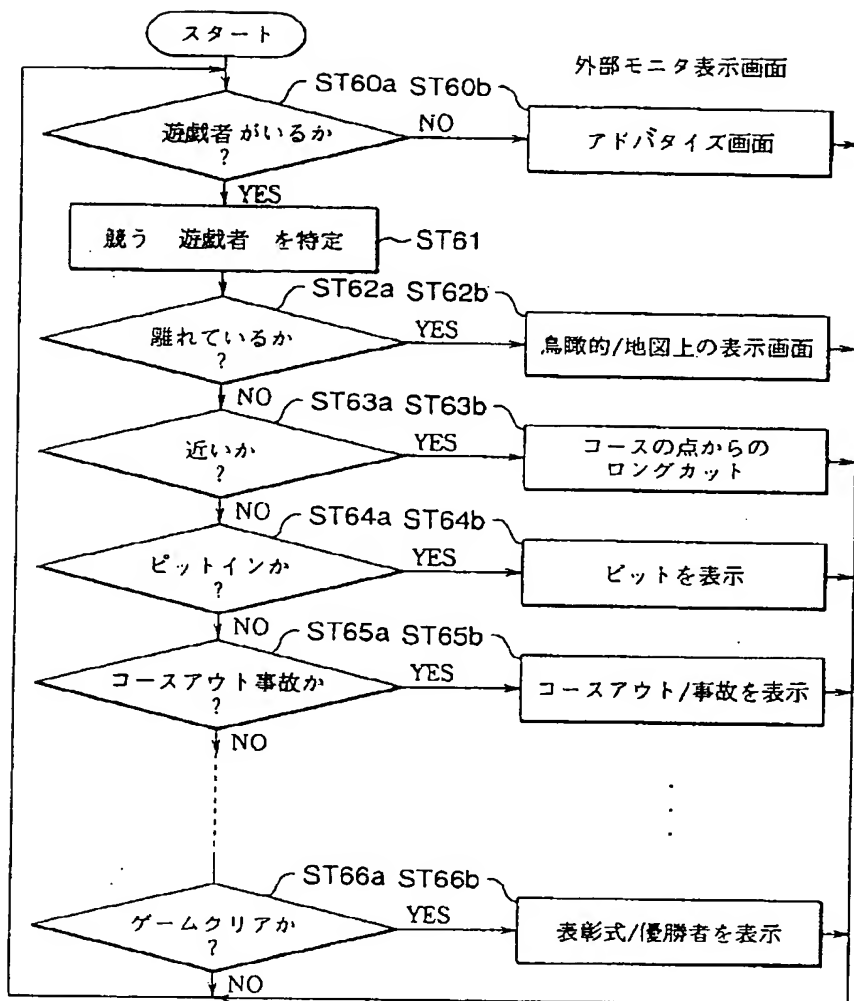 スタート
外部モニタ表示画面
ST60a ST60b
遊戯者がいるか
?
NO
アドバタイズ画面
YES
競う 遊戯者 を特定
ST61
ST62a ST62b
離れているか
?
YES
鳥瞰的/地図上の表示画面
NO
ST63a ST63b
近いか
?
YES
コースの点からの
ロングカット
NO
ST64a ST64b
ピットインか
?
YES
ピットを表示
NO
ST65a ST65b
コースアウト事故か
?
YES
コースアウト/事故を表示
NO
ST66a ST66b
ゲームクリアか
?
YES
表彰式/優勝者を表示
NO